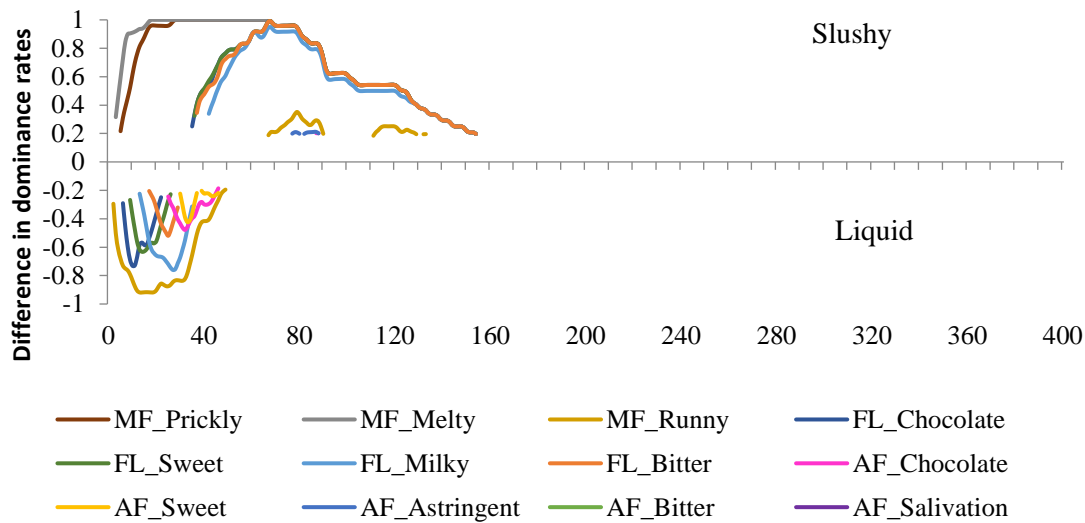 Difference in dominance rates
1
0.8
0.6
0.4
0.2
0
-0.2
-0.4
-0.6
-0.8
-1
Slushy
Liquid
0 40 80 120 160 200 240 280 320 360 400
MF_Prickly MF_Melty MF_Runny FL_Chocolate
FL_Sweet FL_Milky FL_Bitter AF_Chocolate
AF_Sweet AF_Astringent AF_Bitter AF_Salivation